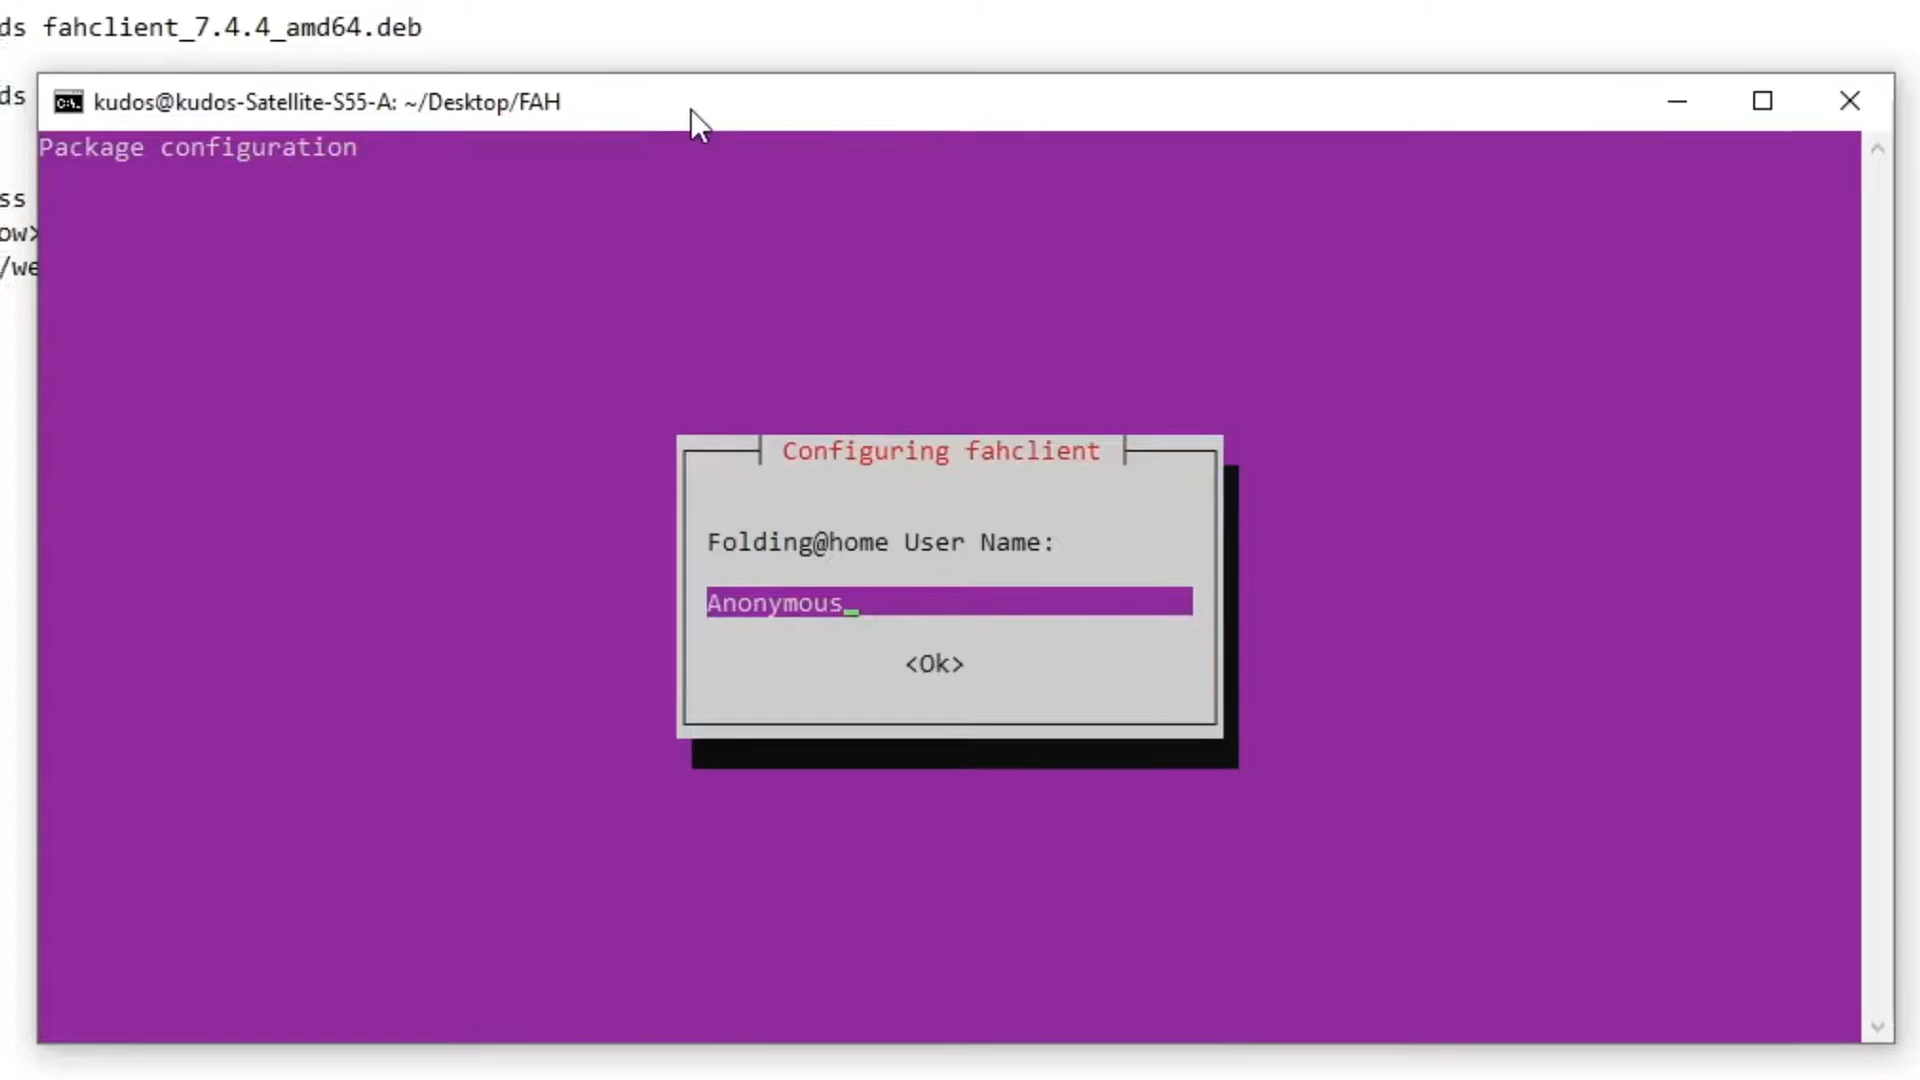 ds fahclient_7.4.4_amd64.deb
ds
kudos@kudos-Satellite-S55-A: ~/Desktop/FAH
Package configuration
ss
ow>
/we
Configuring fahclient
Folding@home User Name:
Anonymous_
<Ok>